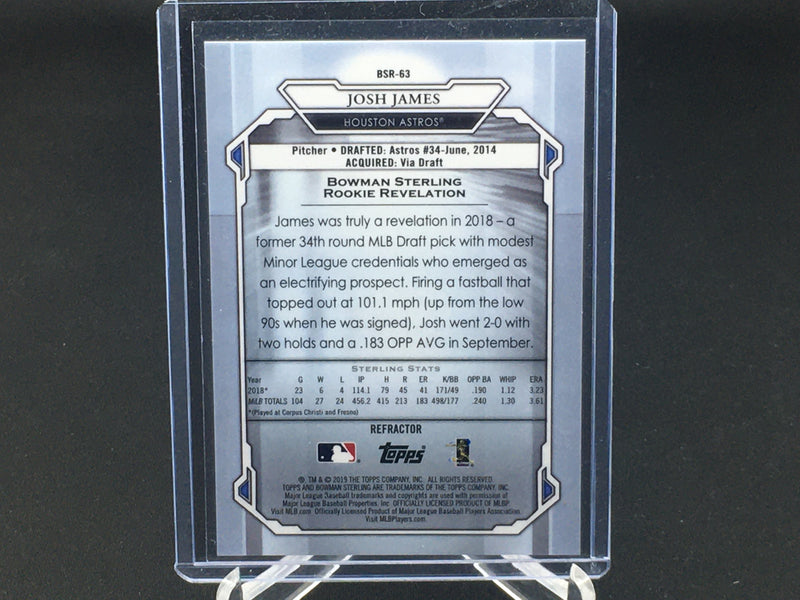 BSR-63
JOSH JAMES
HOUSTON ASTROS®
Pitcher • DRAFTED: Astros #34-June, 2014
ACQUIRED: Via Draft
BOWMAN STERLING
ROOKIE REVELATION
James was truly a revelation in 2018 – a
former 34th round MLB Draft pick with modest
Minor League credentials who emerged as
an electrifying prospect. Firing a fastball that
topped out at 101.1 mph (up from the low
90s when he was signed), Josh went 2-0 with
two holds and a .183 OPP AVG in September.
STERLING STATS
Year G W L IP H R ER K/BB OPP BA WHIP ERA
2018* 23 6 4 114.1 79 45 41 171/49 .190 1.12 3.23
MiLB TOTALS 104 27 24 456.2 415 213 183 498/177 .240 1.30 3.61
*(Played at Corpus Christi and Fresno)
REFRACTOR
Topps
®, TM & © 2019 THE TOPPS COMPANY, INC. ALL RIGHTS RESERVED.
TOPPS AND BOWMAN STERLING ARE TRADEMARKS OF THE TOPPS COMPANY, INC.
Major League Baseball trademarks and copyrights are used with permission of
Major League Baseball Properties, Inc. OFFICIALLY LICENSED PRODUCT OF MLBP.
Visit MLB.com. Officially Licensed Product of Major League Baseball Players Association.
Visit MLBPlayers.com.